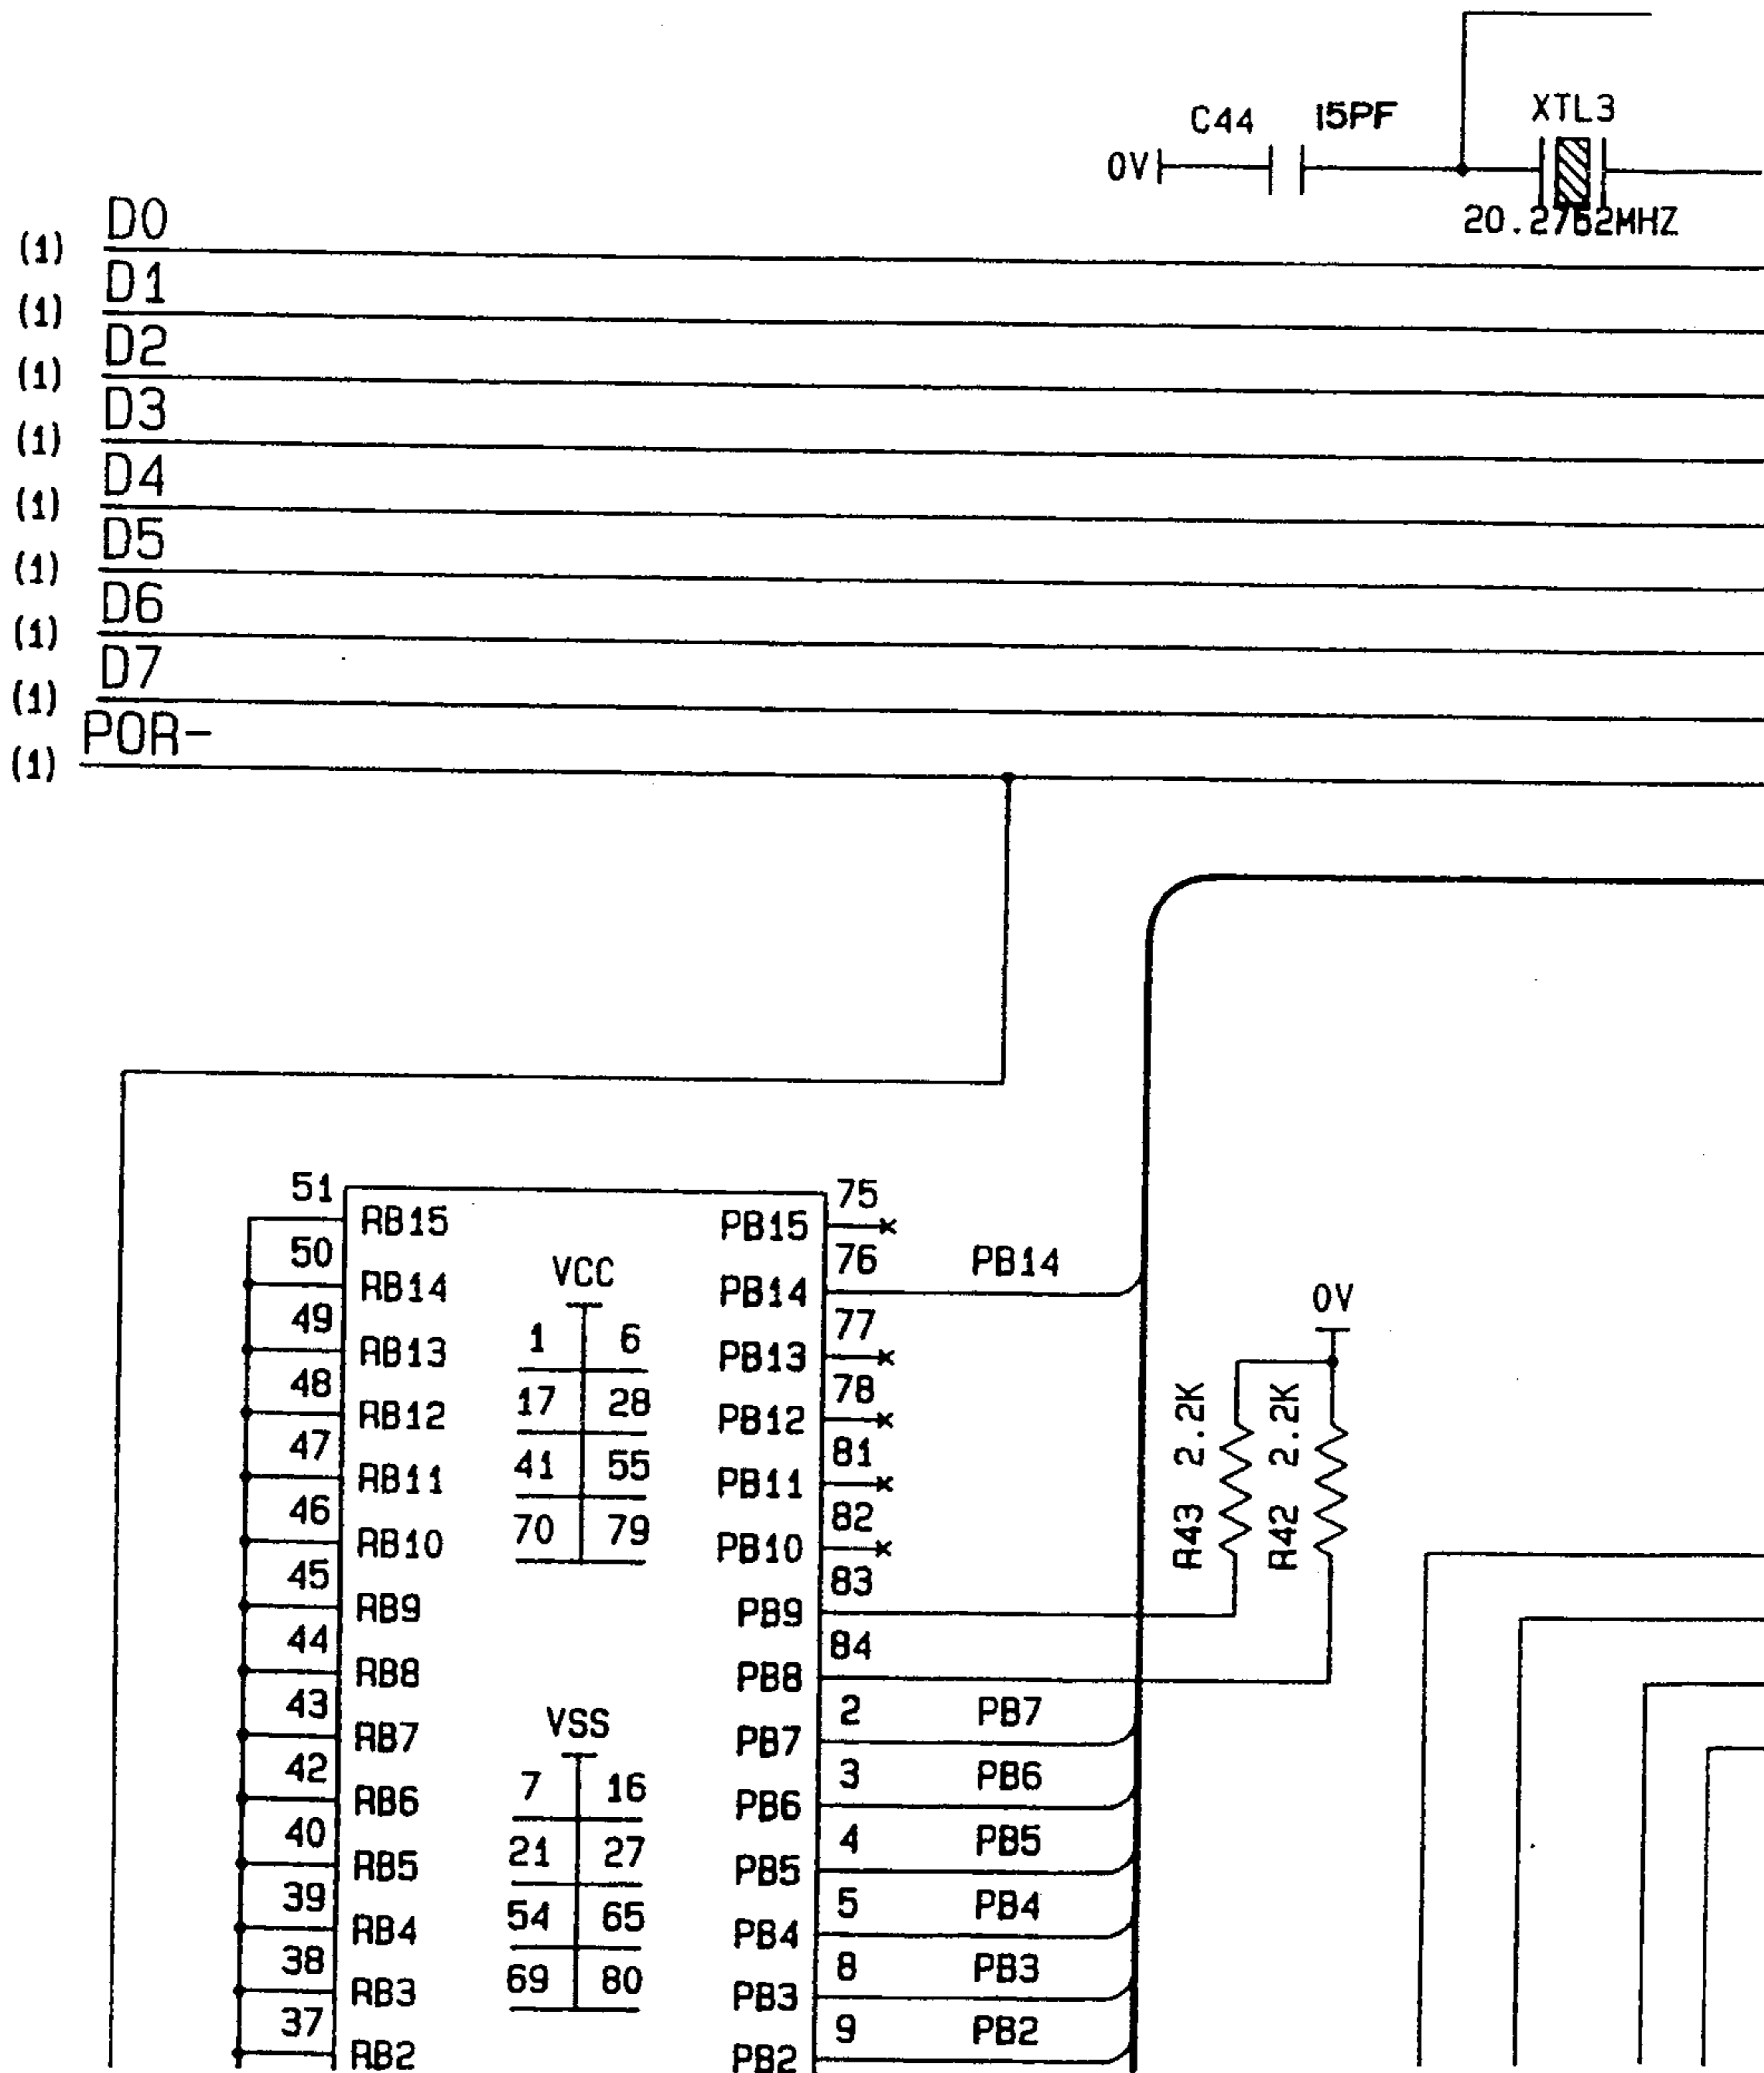 C44 15PF XTL3
0V
20.2752MHZ
(1) D0
(1) D1
(1) D2
(1) D3
(1) D4
(1) D5
(1) D6
(1) D7
(1) POR-
51 75
RB15 PB15
50 76 PB14
RB14 VCC PB14
49 1 6 77 0V
RB13 PB13
48 17 28 78
RB12 PB12
47 41 55 81
RB11 PB11
46 70 79 82
RB10 PB10
R43 2.2K
R42 2.2K
45 83
RB9 PB9
44 84
RB8 PB8
43 2 PB7
RB7 VSS PB7
42 7 16 3 PB6
RB6 PB6
40 21 27 4 PB5
RB5 PB5
39 54 65 5 PB4
RB4 PB4
38 69 80 8 PB3
RB3 PB3
37 9 PB2
RB2 PB2